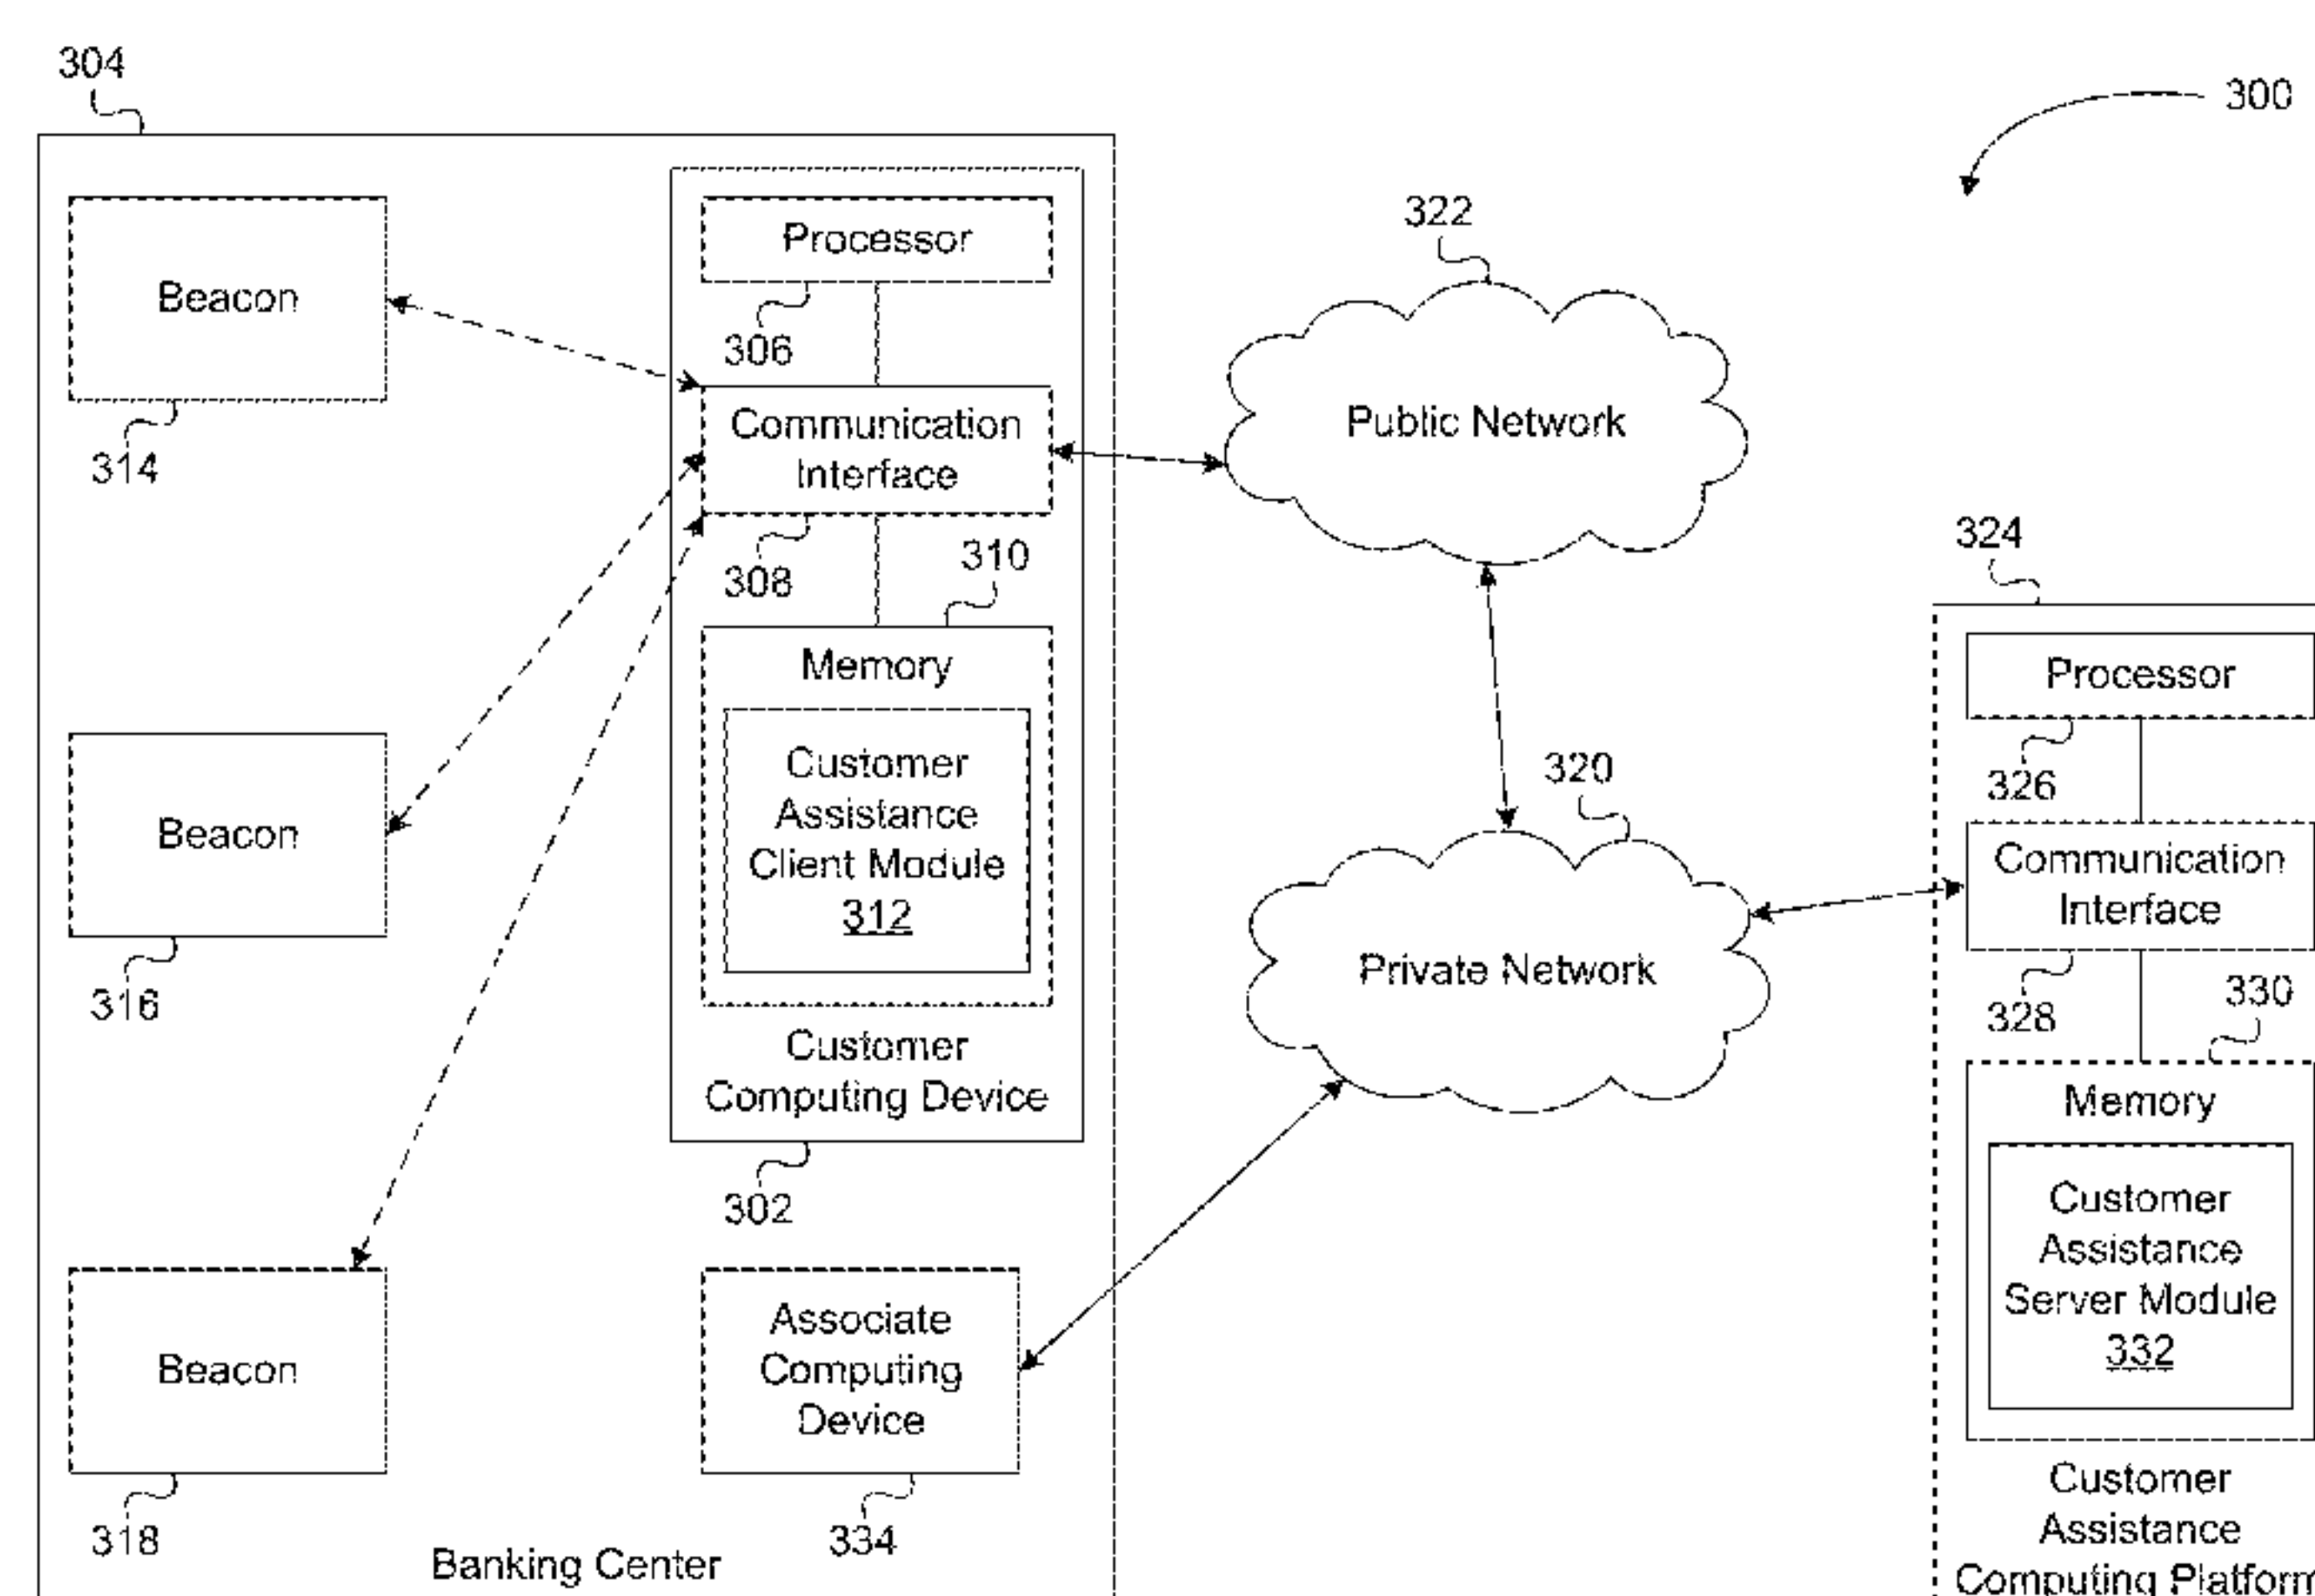 304
300
Processor
306
Beacon
314
Communication
Interface
308
310
Memory
Customer
Assistance
Client Module
312
Customer
Computing Device
302
Beacon
316
Beacon
318
Associate
Computing
Device
334
Banking Center
322
Public Network
320
Private Network
324
Processor
326
Communication
Interface
328
330
Memory
Customer
Assistance
Server Module
332
Customer
Assistance
Computing Platform